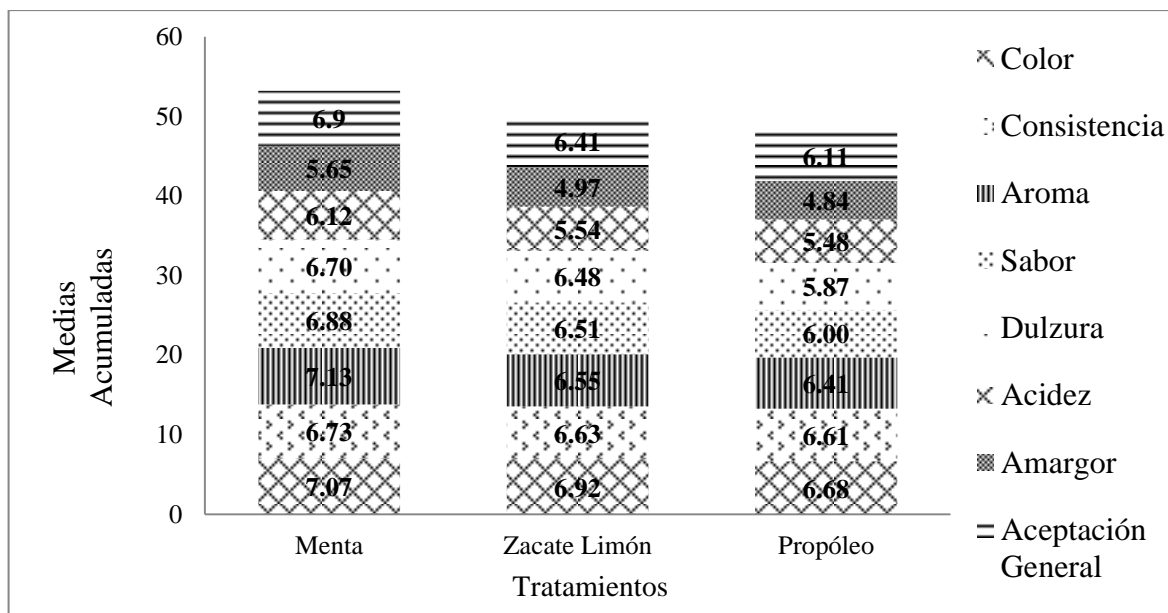 60
50
40
30
20
10
0
Medias
Acumuladas
6.9
5.65
6.12
6.70
6.88
7.13
6.73
7.07
6.41
4.97
5.54
6.48
6.51
6.55
6.63
6.92
6.11
4.84
5.48
5.87
6.00
6.41
6.61
6.68
Menta
Zacate Limón
Propóleo
Tratamientos
Color
Consistencia
Aroma
Sabor
Dulzura
Acidez
Amargor
Aceptación
General